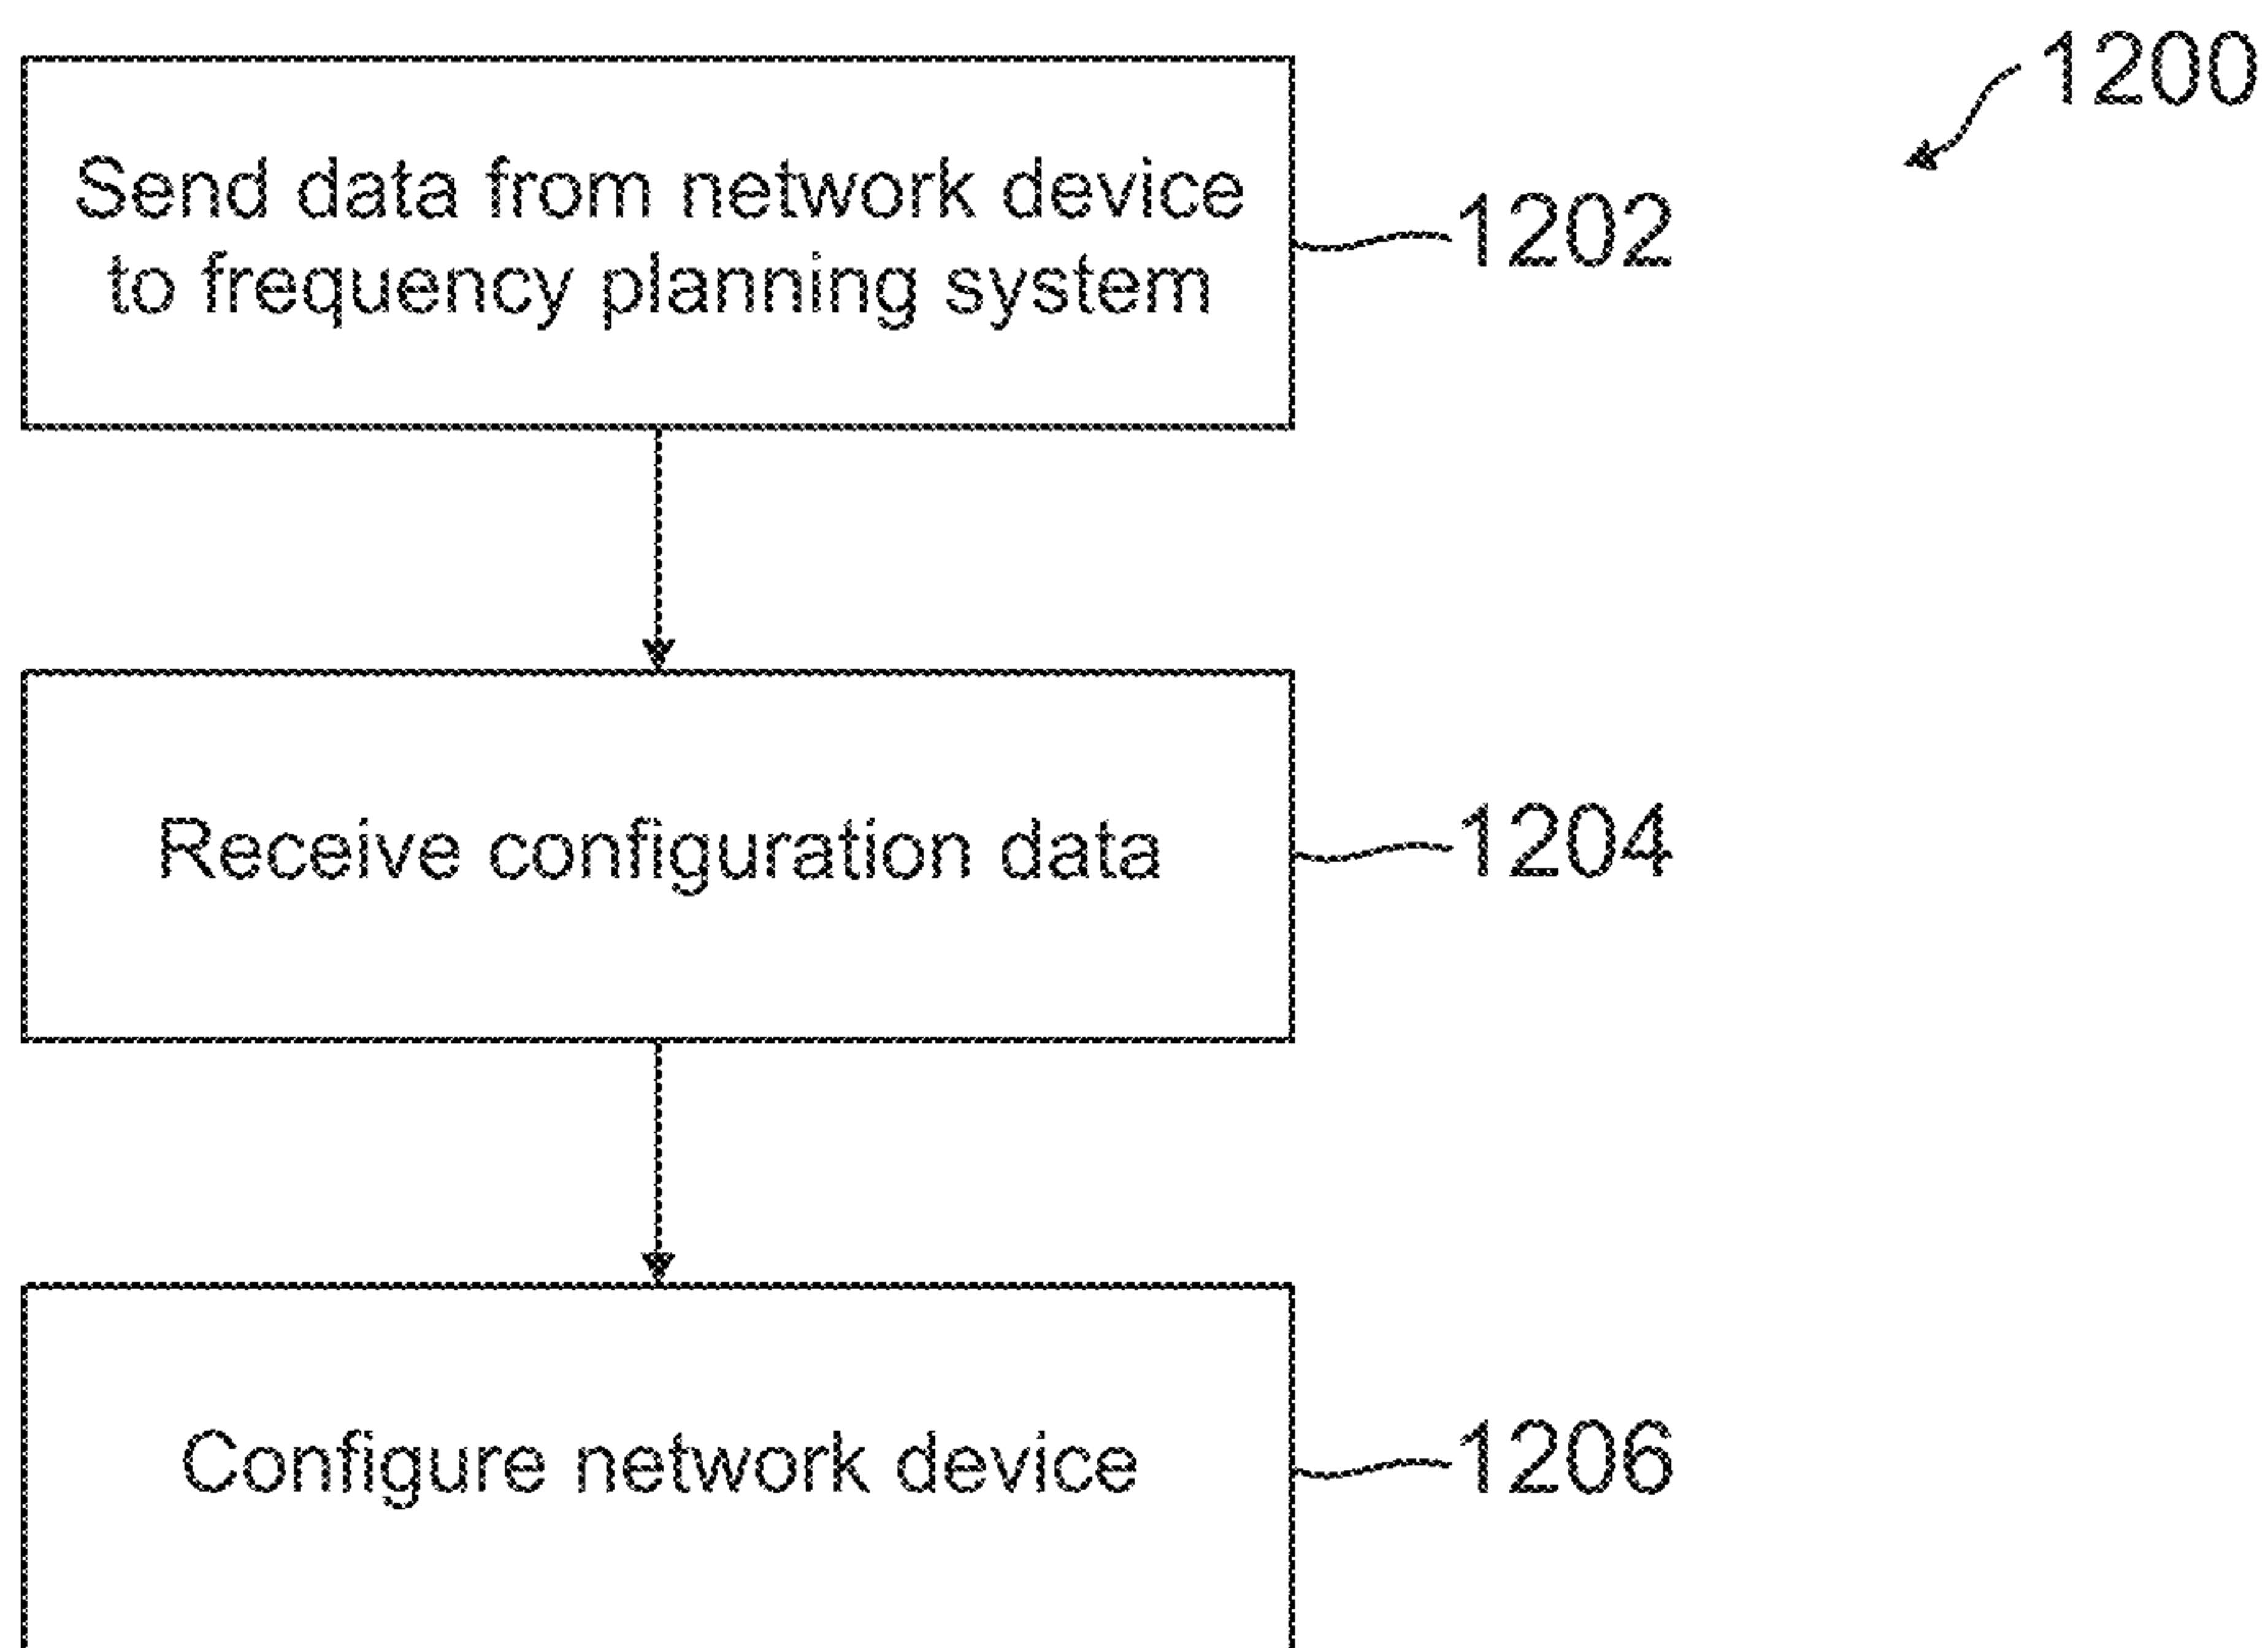 1200
Send data from network device
to frequency planning system
1202
Receive configuration data
1204
Configure network device
1206